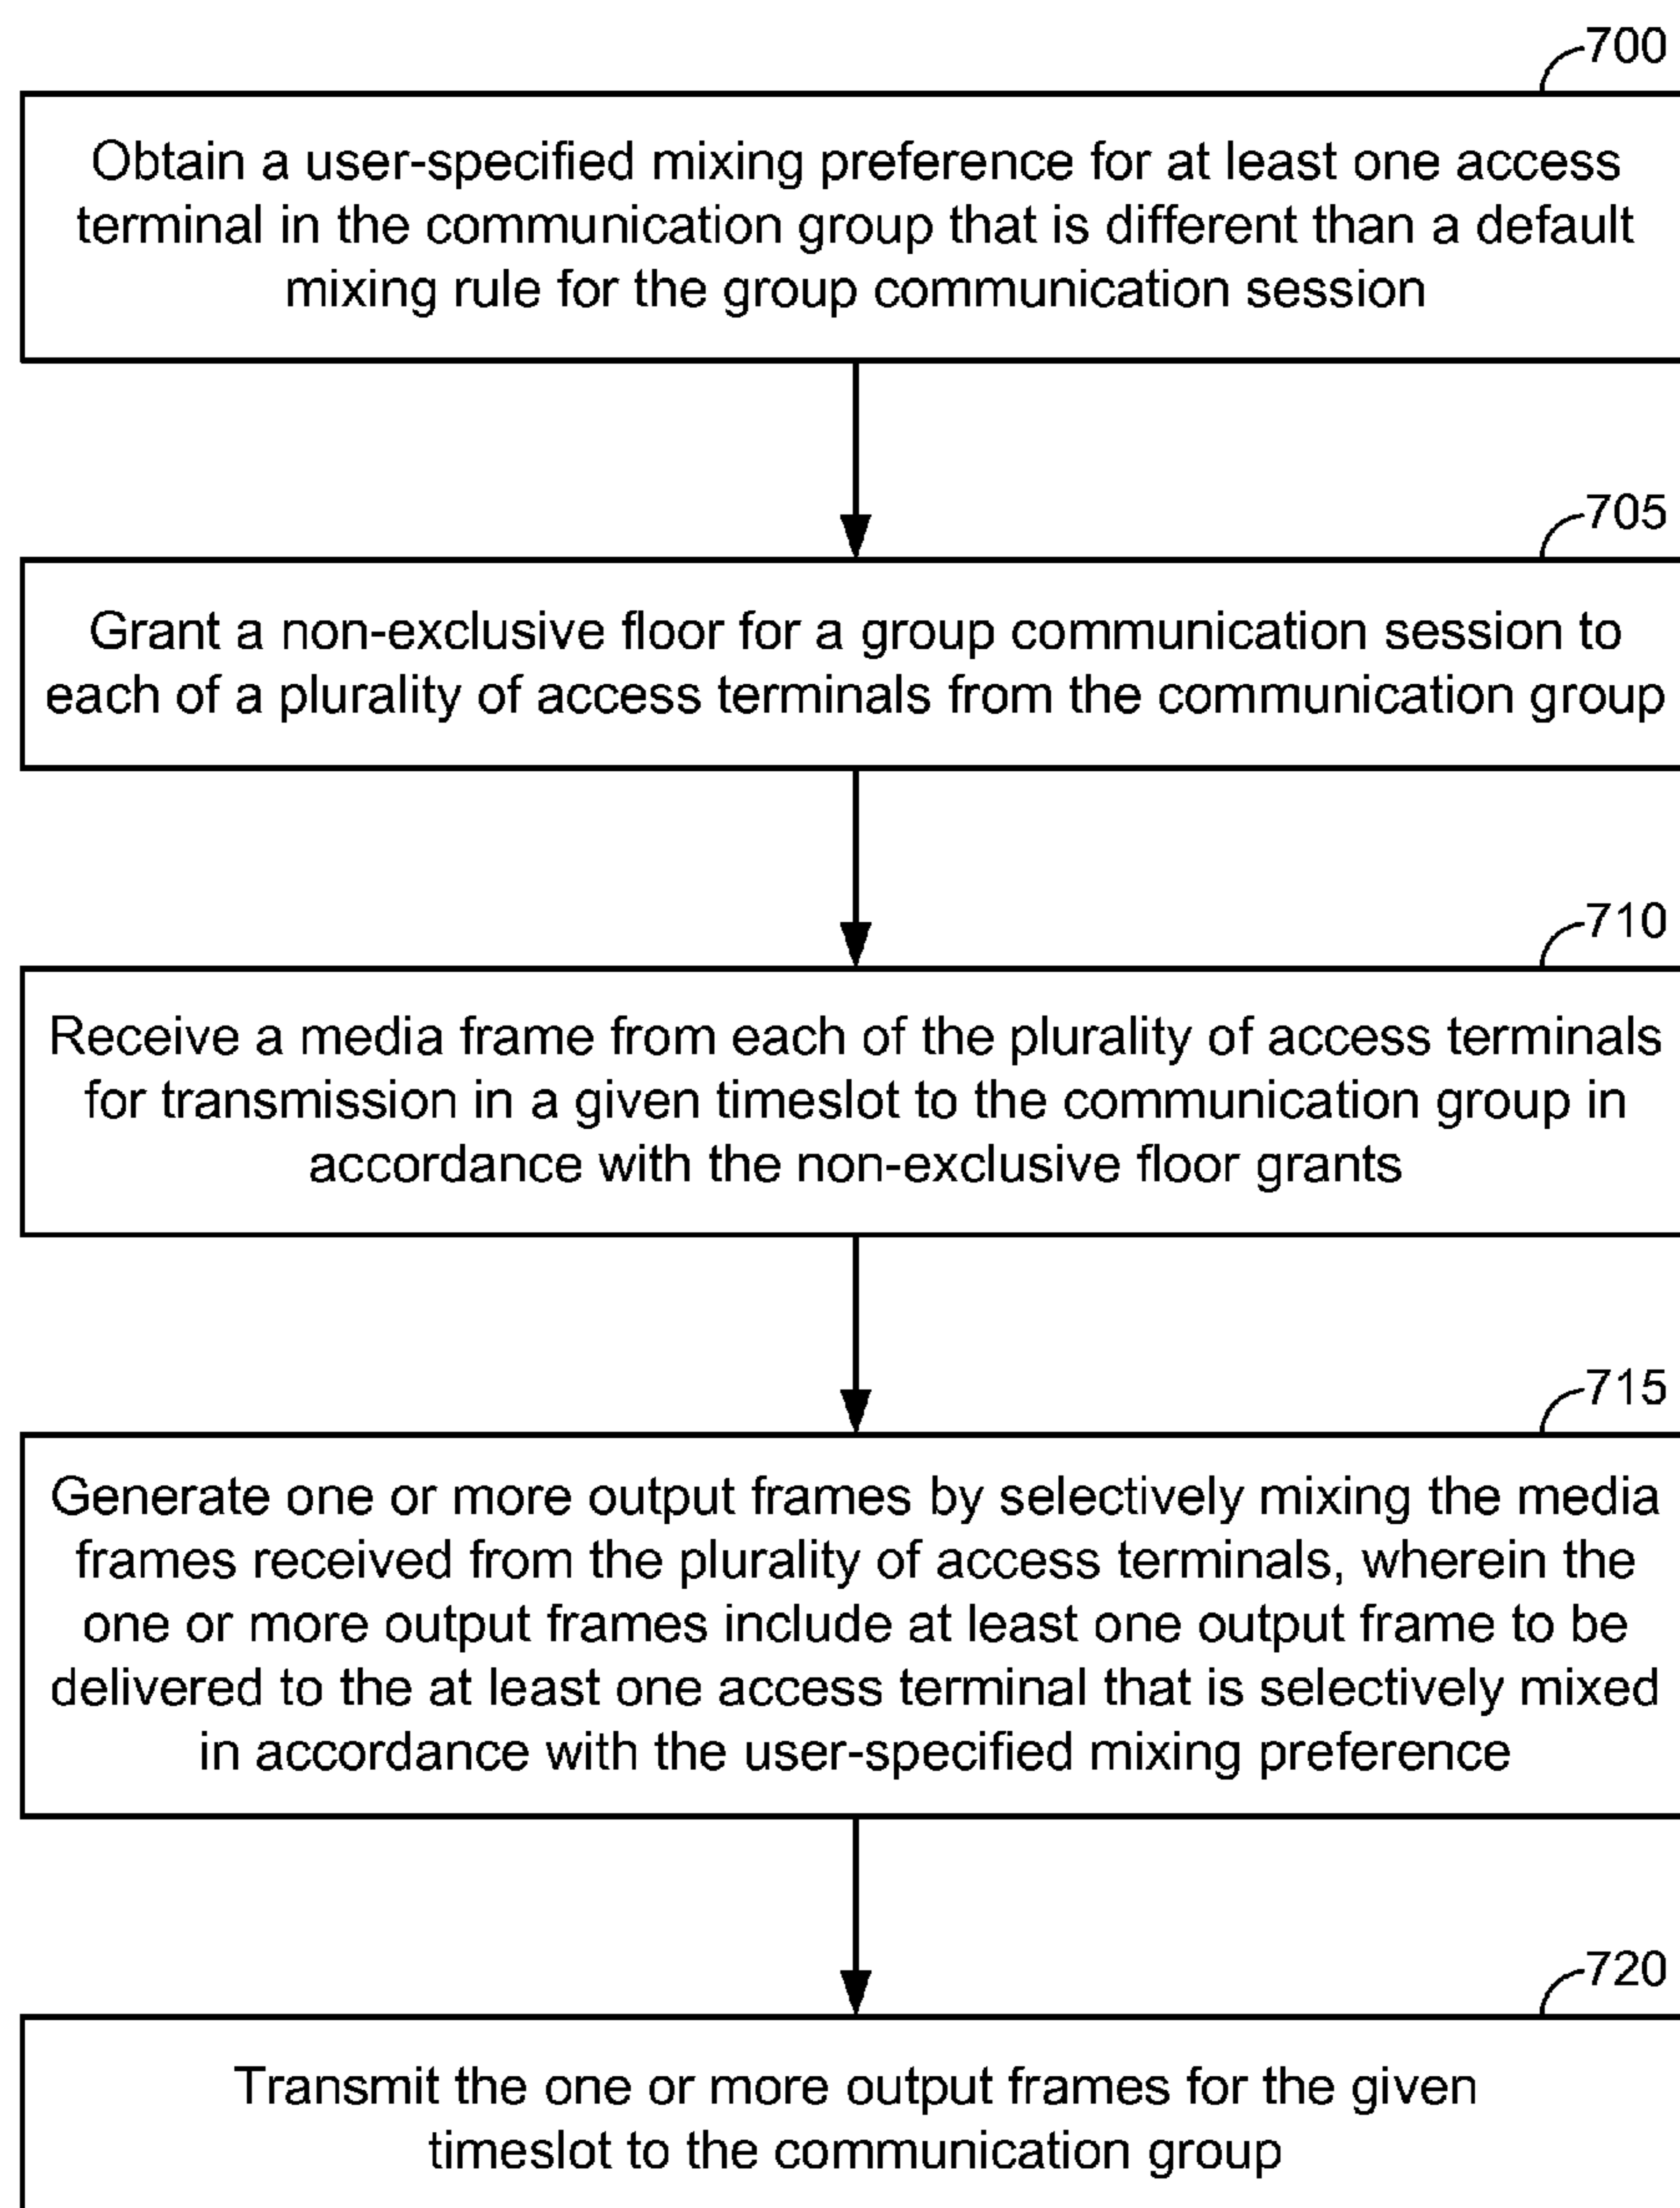 700
Obtain a user-specified mixing preference for at least one access
terminal in the communication group that is different than a default
mixing rule for the group communication session
705
Grant a non-exclusive floor for a group communication session to
each of a plurality of access terminals from the communication group
710
Receive a media frame from each of the plurality of access terminals
for transmission in a given timeslot to the communication group in
accordance with the non-exclusive floor grants
715
Generate one or more output frames by selectively mixing the media
frames received from the plurality of access terminals, wherein the
one or more output frames include at least one output frame to be
delivered to the at least one access terminal that is selectively mixed
in accordance with the user-specified mixing preference
720
Transmit the one or more output frames for the given
timeslot to the communication group